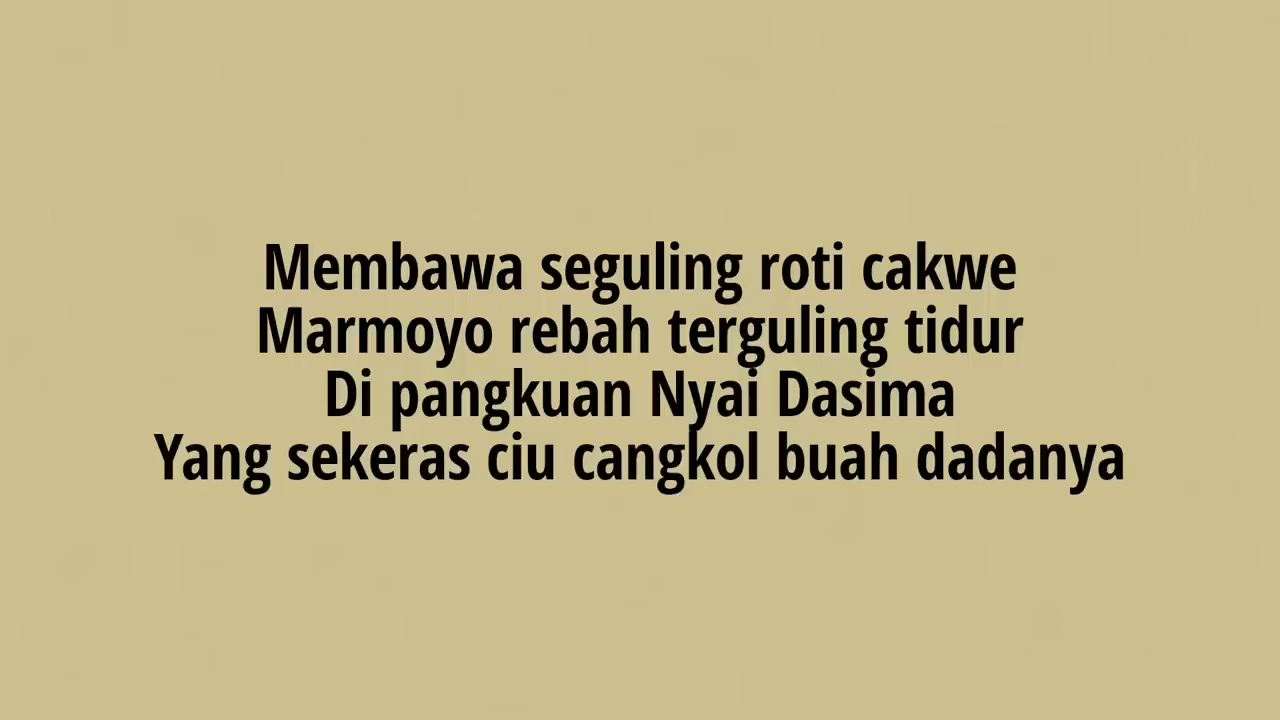 Membawa seguling roti cakwe
Marmoyo rebah terguling tidur
Di pangkuan Nyai Dasima
Yang sekeras ciu cangkol buah dadanya